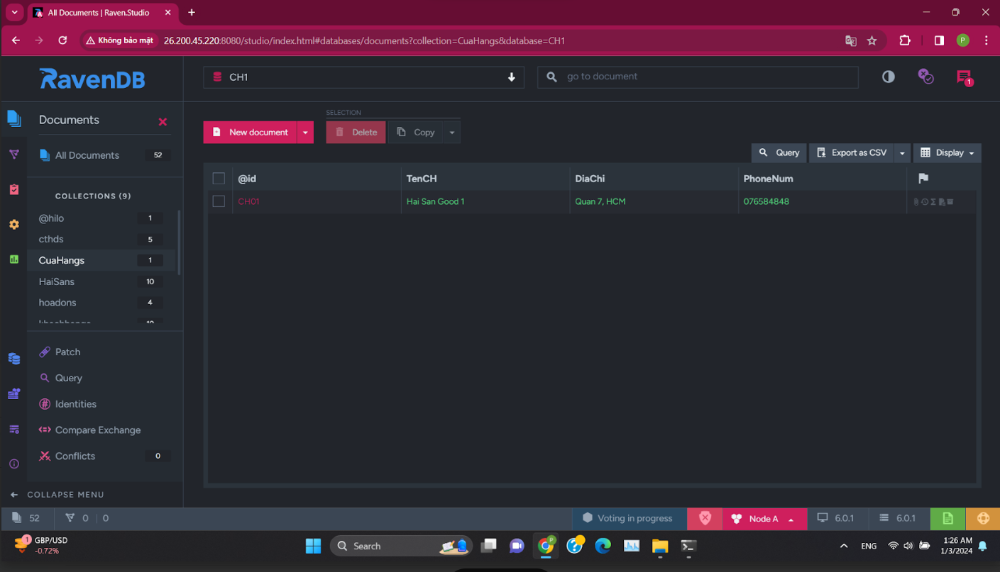 All Documents | Raven.Studio
Không bảo mật 26.200.45.220:8080/studio/index.html#databases/documents?collection=CuaHangs&database=CH1
P
RavenDB
CH1
go to document
1
Documents
All Documents 52
COLLECTIONS (9)
@hilo 1
cthds 5
CuaHangs 1
HaiSans 10
hoadons 4
Patch
Query
Identities
Compare Exchange
Conflicts 0
COLLAPSE MENU
SELECTION
New document Delete Copy
Query Export as CSV Display
@id TenCH DiaChi PhoneNum
CH01 Hai San Good 1 Quan 7, HCM 076584848
52 0 | 0 Voting in progress Node A 6.0.1 6.0.1
1 GBP/USD
-0.72%
Search
P
ENG
1:26 AM
1/3/2024